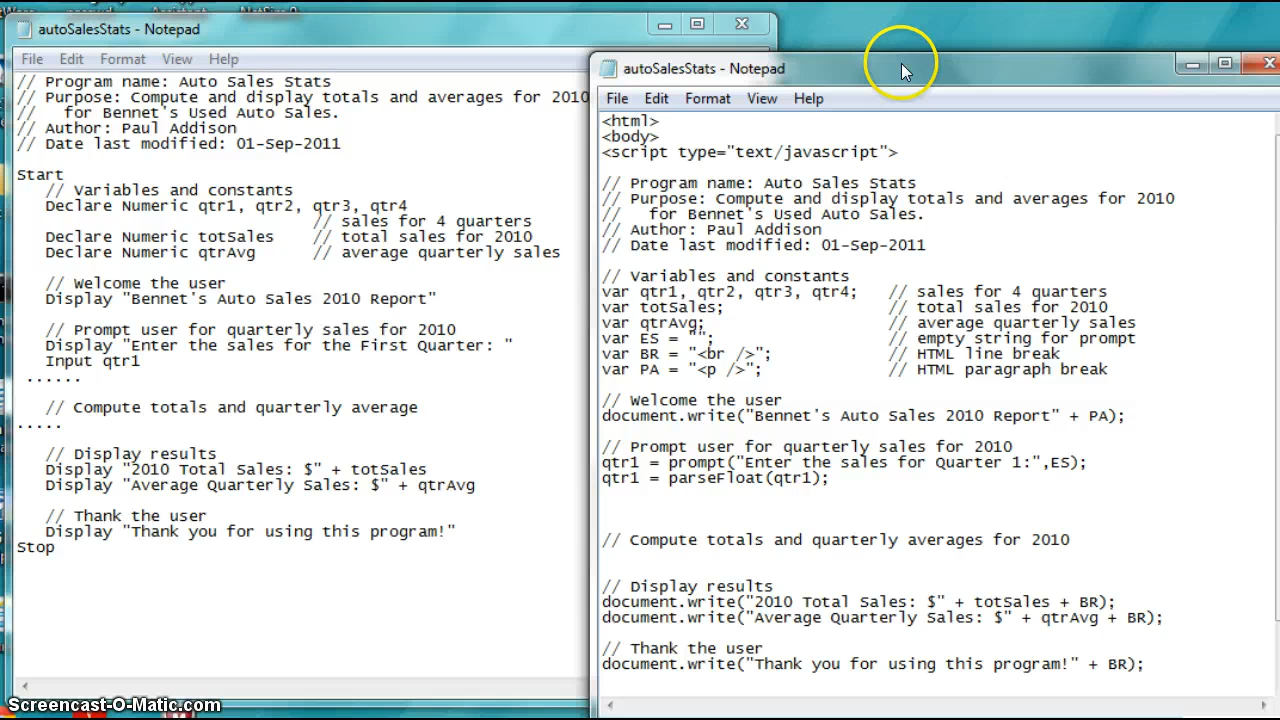 autoSalesStats - Notepad
File Edit Format View Help
// Program name: Auto Sales Stats
// Purpose: Compute and display totals and averages for 2010
//   for Bennet's Used Auto Sales.
// Author: Paul Addison
// Date last modified: 01-Sep-2011
Start
// Variables and constants
Declare Numeric qtr1, qtr2, qtr3, qtr4
// sales for 4 quarters
Declare Numeric totSales    // total sales for 2010
Declare Numeric qtrAvg      // average quarterly sales
// Welcome the user
Display "Bennet's Auto Sales 2010 Report"
// Prompt user for quarterly sales for 2010
Display "Enter the sales for the First Quarter: "
Input qtr1
......
// Compute totals and quarterly average
.....
// Display results
Display "2010 Total Sales: $" + totSales
Display "Average Quarterly Sales: $" + qtrAvg
// Thank the user
Display "Thank you for using this program!"
Stop
autoSalesStats - Notepad
File Edit Format View Help
<html>
<body>
<script type="text/javascript">
// Program name: Auto Sales Stats
// Purpose: Compute and display totals and averages for 2010
//   for Bennet's Used Auto Sales.
// Author: Paul Addison
// Date last modified: 01-Sep-2011
// Variables and constants
var qtr1, qtr2, qtr3, qtr4;   // sales for 4 quarters
var totSales;                 // total sales for 2010
var qtrAvg;                   // average quarterly sales
var ES = "";                  // empty string for prompt
var BR = "<br />";            // HTML line break
var PA = "<p />";             // HTML paragraph break
// Welcome the user
document.write("Bennet's Auto Sales 2010 Report" + PA);
// Prompt user for quarterly sales for 2010
qtr1 = prompt("Enter the sales for Quarter 1:",ES);
qtr1 = parseFloat(qtr1);
// Compute totals and quarterly averages for 2010
// Display results
document.write("2010 Total Sales: $" + totSales + BR);
document.write("Average Quarterly Sales: $" + qtrAvg + BR);
// Thank the user
document.write("Thank you for using this program!" + BR);
Screencast-O-Matic.com